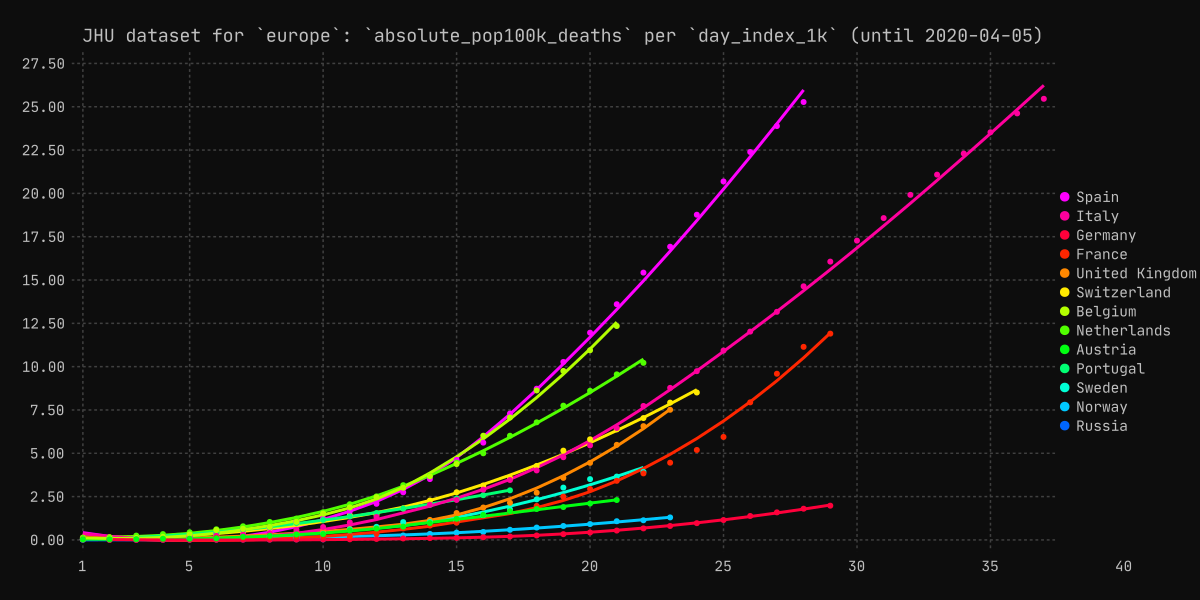 JHU dataset for `europe`: `absolute_pop100k_deaths` per `day_index_1k` (until 2020-04-05)
27.50
25.00
22.50
20.00
17.50
15.00
12.50
10.00
7.50
5.00
2.50
0.00
1 5 10 15 20 25 30 35 40
Spain
Italy
Germany
France
United Kingdom
Switzerland
Belgium
Netherlands
Austria
Portugal
Sweden
Norway
Russia